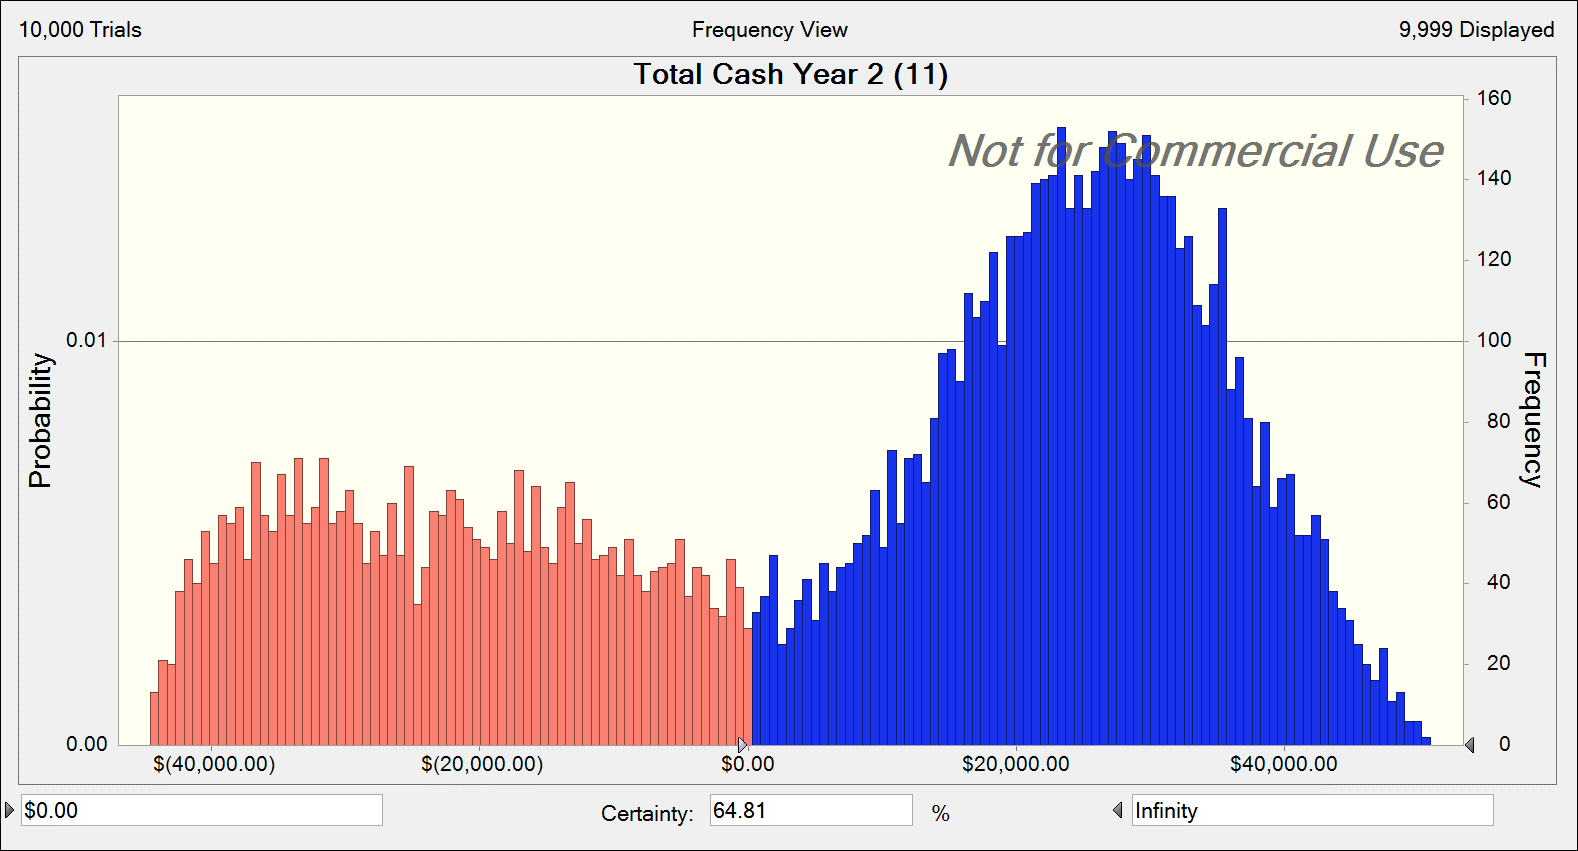 10,000 Trials Frequency View 9,999 Displayed
Total Cash Year 2 (11)
Not for Commercial Use
Probability
0.01
0.00
160
140
120
100
80
60
40
20
0
Frequency
$(40,000.00) $(20,000.00) $0.00 $20,000.00 $40,000.00
$0.00 Certainty: 64.81 % Infinity